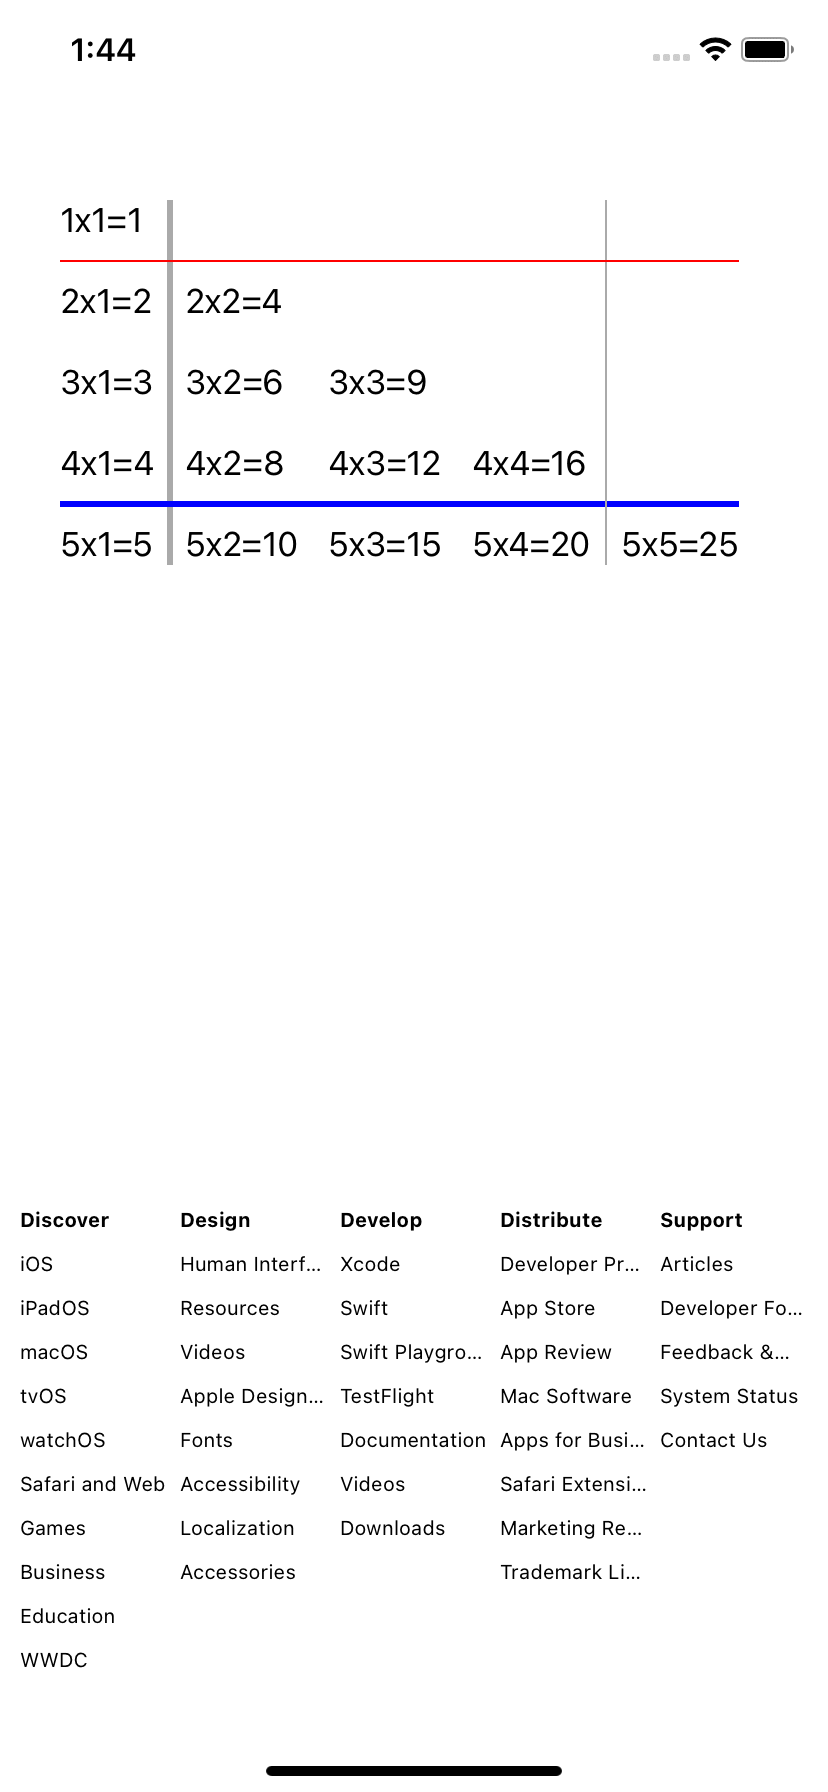 1:44
1x1=1
2x1=2 2x2=4
3x1=3 3x2=6 3x3=9
4x1=4 4x2=8 4x3=12 4x4=16
5x1=5 5x2=10 5x3=15 5x4=20 5x5=25
Discover Design Develop Distribute Support
iOS Human Interf... Xcode Developer Pr... Articles
iPadOS Resources Swift App Store Developer Fo...
macOS Videos Swift Playgro... App Review Feedback &...
tvOS Apple Design... TestFlight Mac Software System Status
watchOS Fonts Documentation Apps for Busi... Contact Us
Safari and Web Accessibility Videos Safari Extensi...
Games Localization Downloads Marketing Re...
Business Accessories Trademark Li...
Education
WWDC